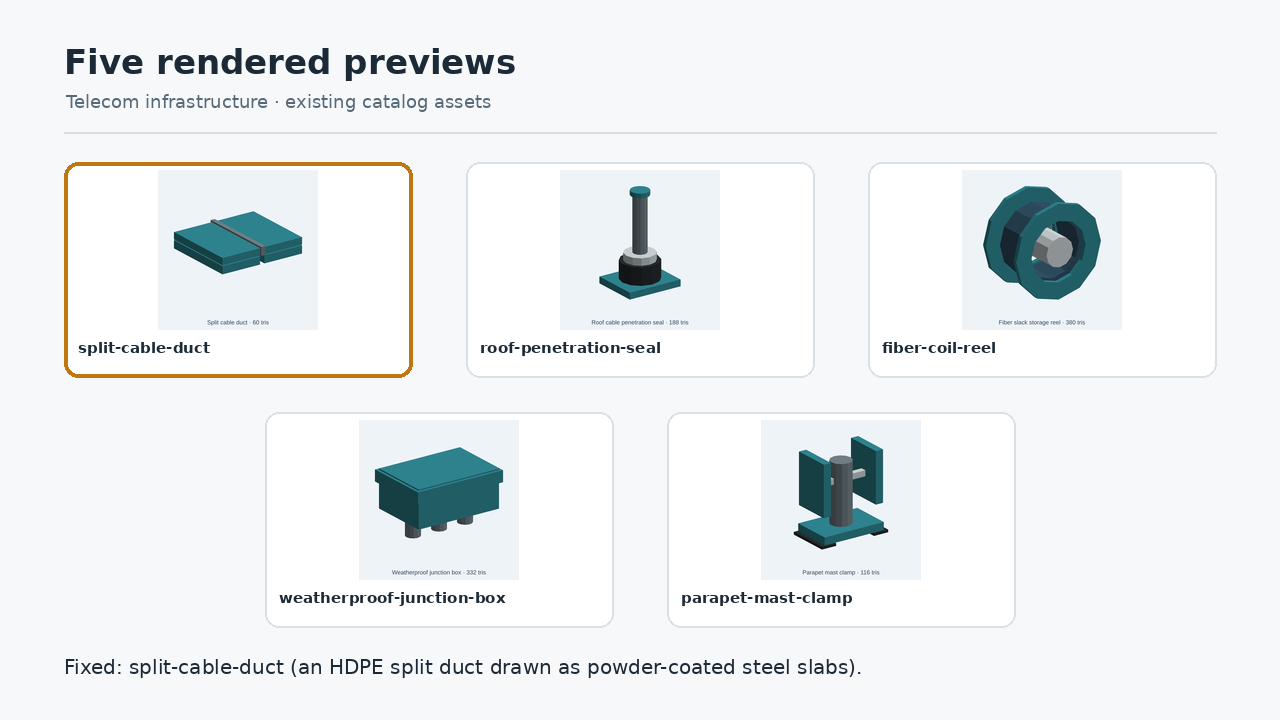 Five rendered previews
Telecom infrastructure · existing catalog assets
Split cable duct · 60 tris
split-cable-duct
Roof cable penetration seal · 188 tris
roof-penetration-seal
Fiber slack storage reel · 380 tris
fiber-coil-reel
Weatherproof junction box · 332 tris
weatherproof-junction-box
Parapet mast clamp · 116 tris
parapet-mast-clamp
Fixed: split-cable-duct (an HDPE split duct drawn as powder-coated steel slabs).